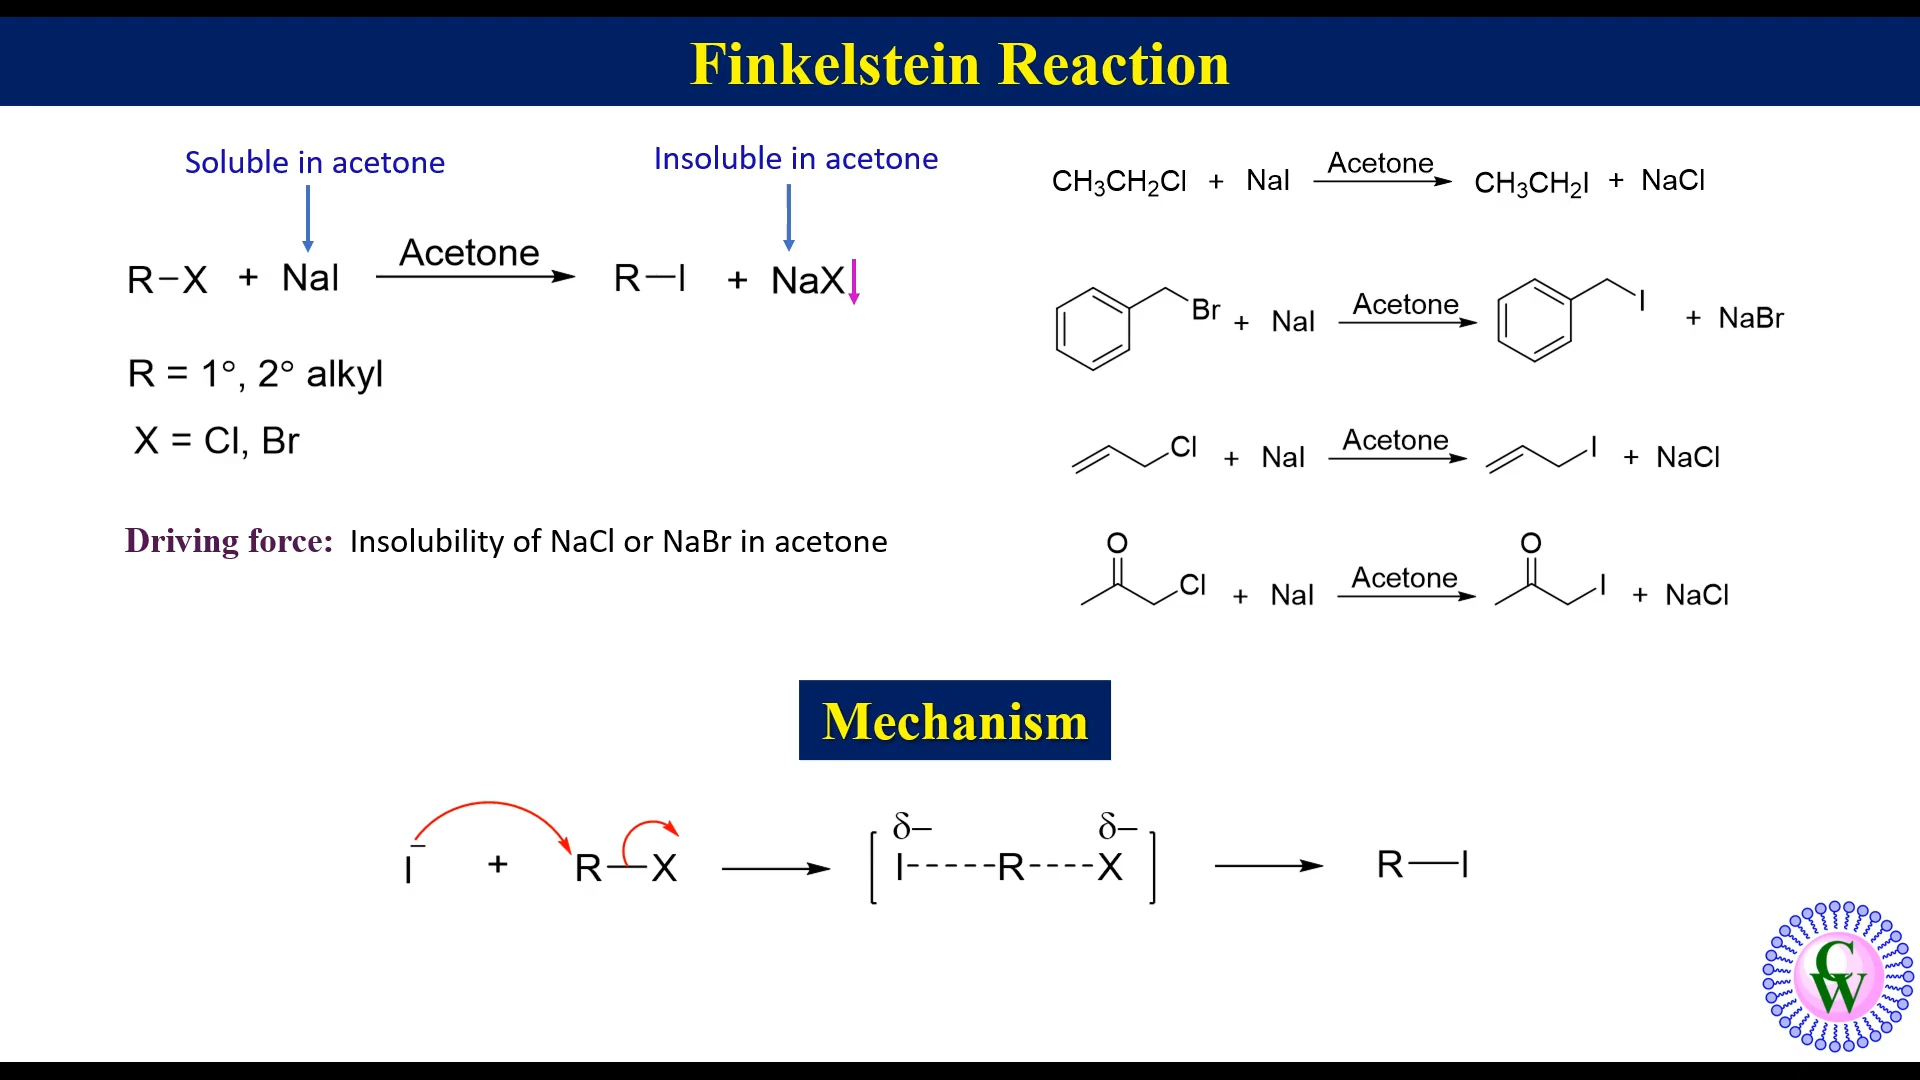 Finkelstein Reaction
Soluble in acetone
Insoluble in acetone
R–X + NaI Acetone R–I + NaX
R = 1°, 2° alkyl
X = Cl, Br
Driving force: Insolubility of NaCl or NaBr in acetone
CH₃CH₂Cl + NaI Acetone CH₃CH₂I + NaCl
Br + NaI Acetone I + NaBr
Cl + NaI Acetone I + NaCl
O O
Cl + NaI Acetone I + NaCl
Mechanism
δ– δ–
I⁻ + R–X [ I-----R----X ] R–I
CW